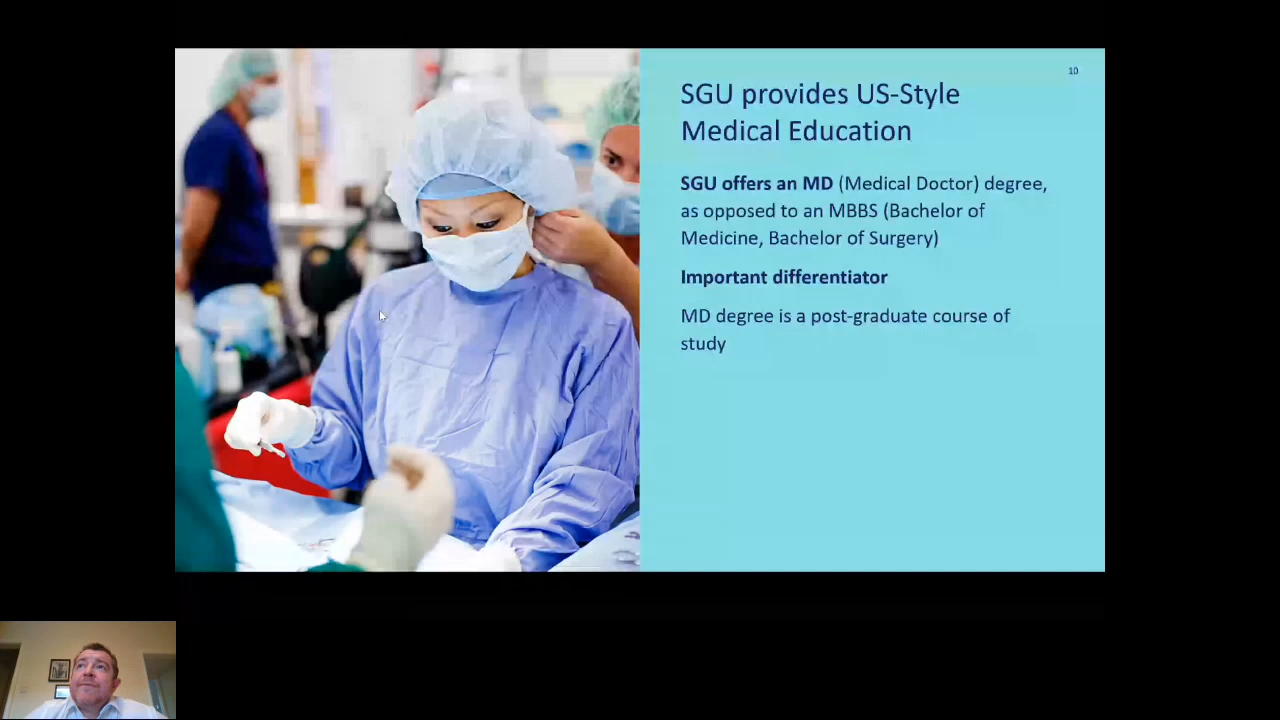 10
SGU provides US-Style
Medical Education
SGU offers an MD (Medical Doctor) degree,
as opposed to an MBBS (Bachelor of
Medicine, Bachelor of Surgery)
Important differentiator
MD degree is a post-graduate course of
study